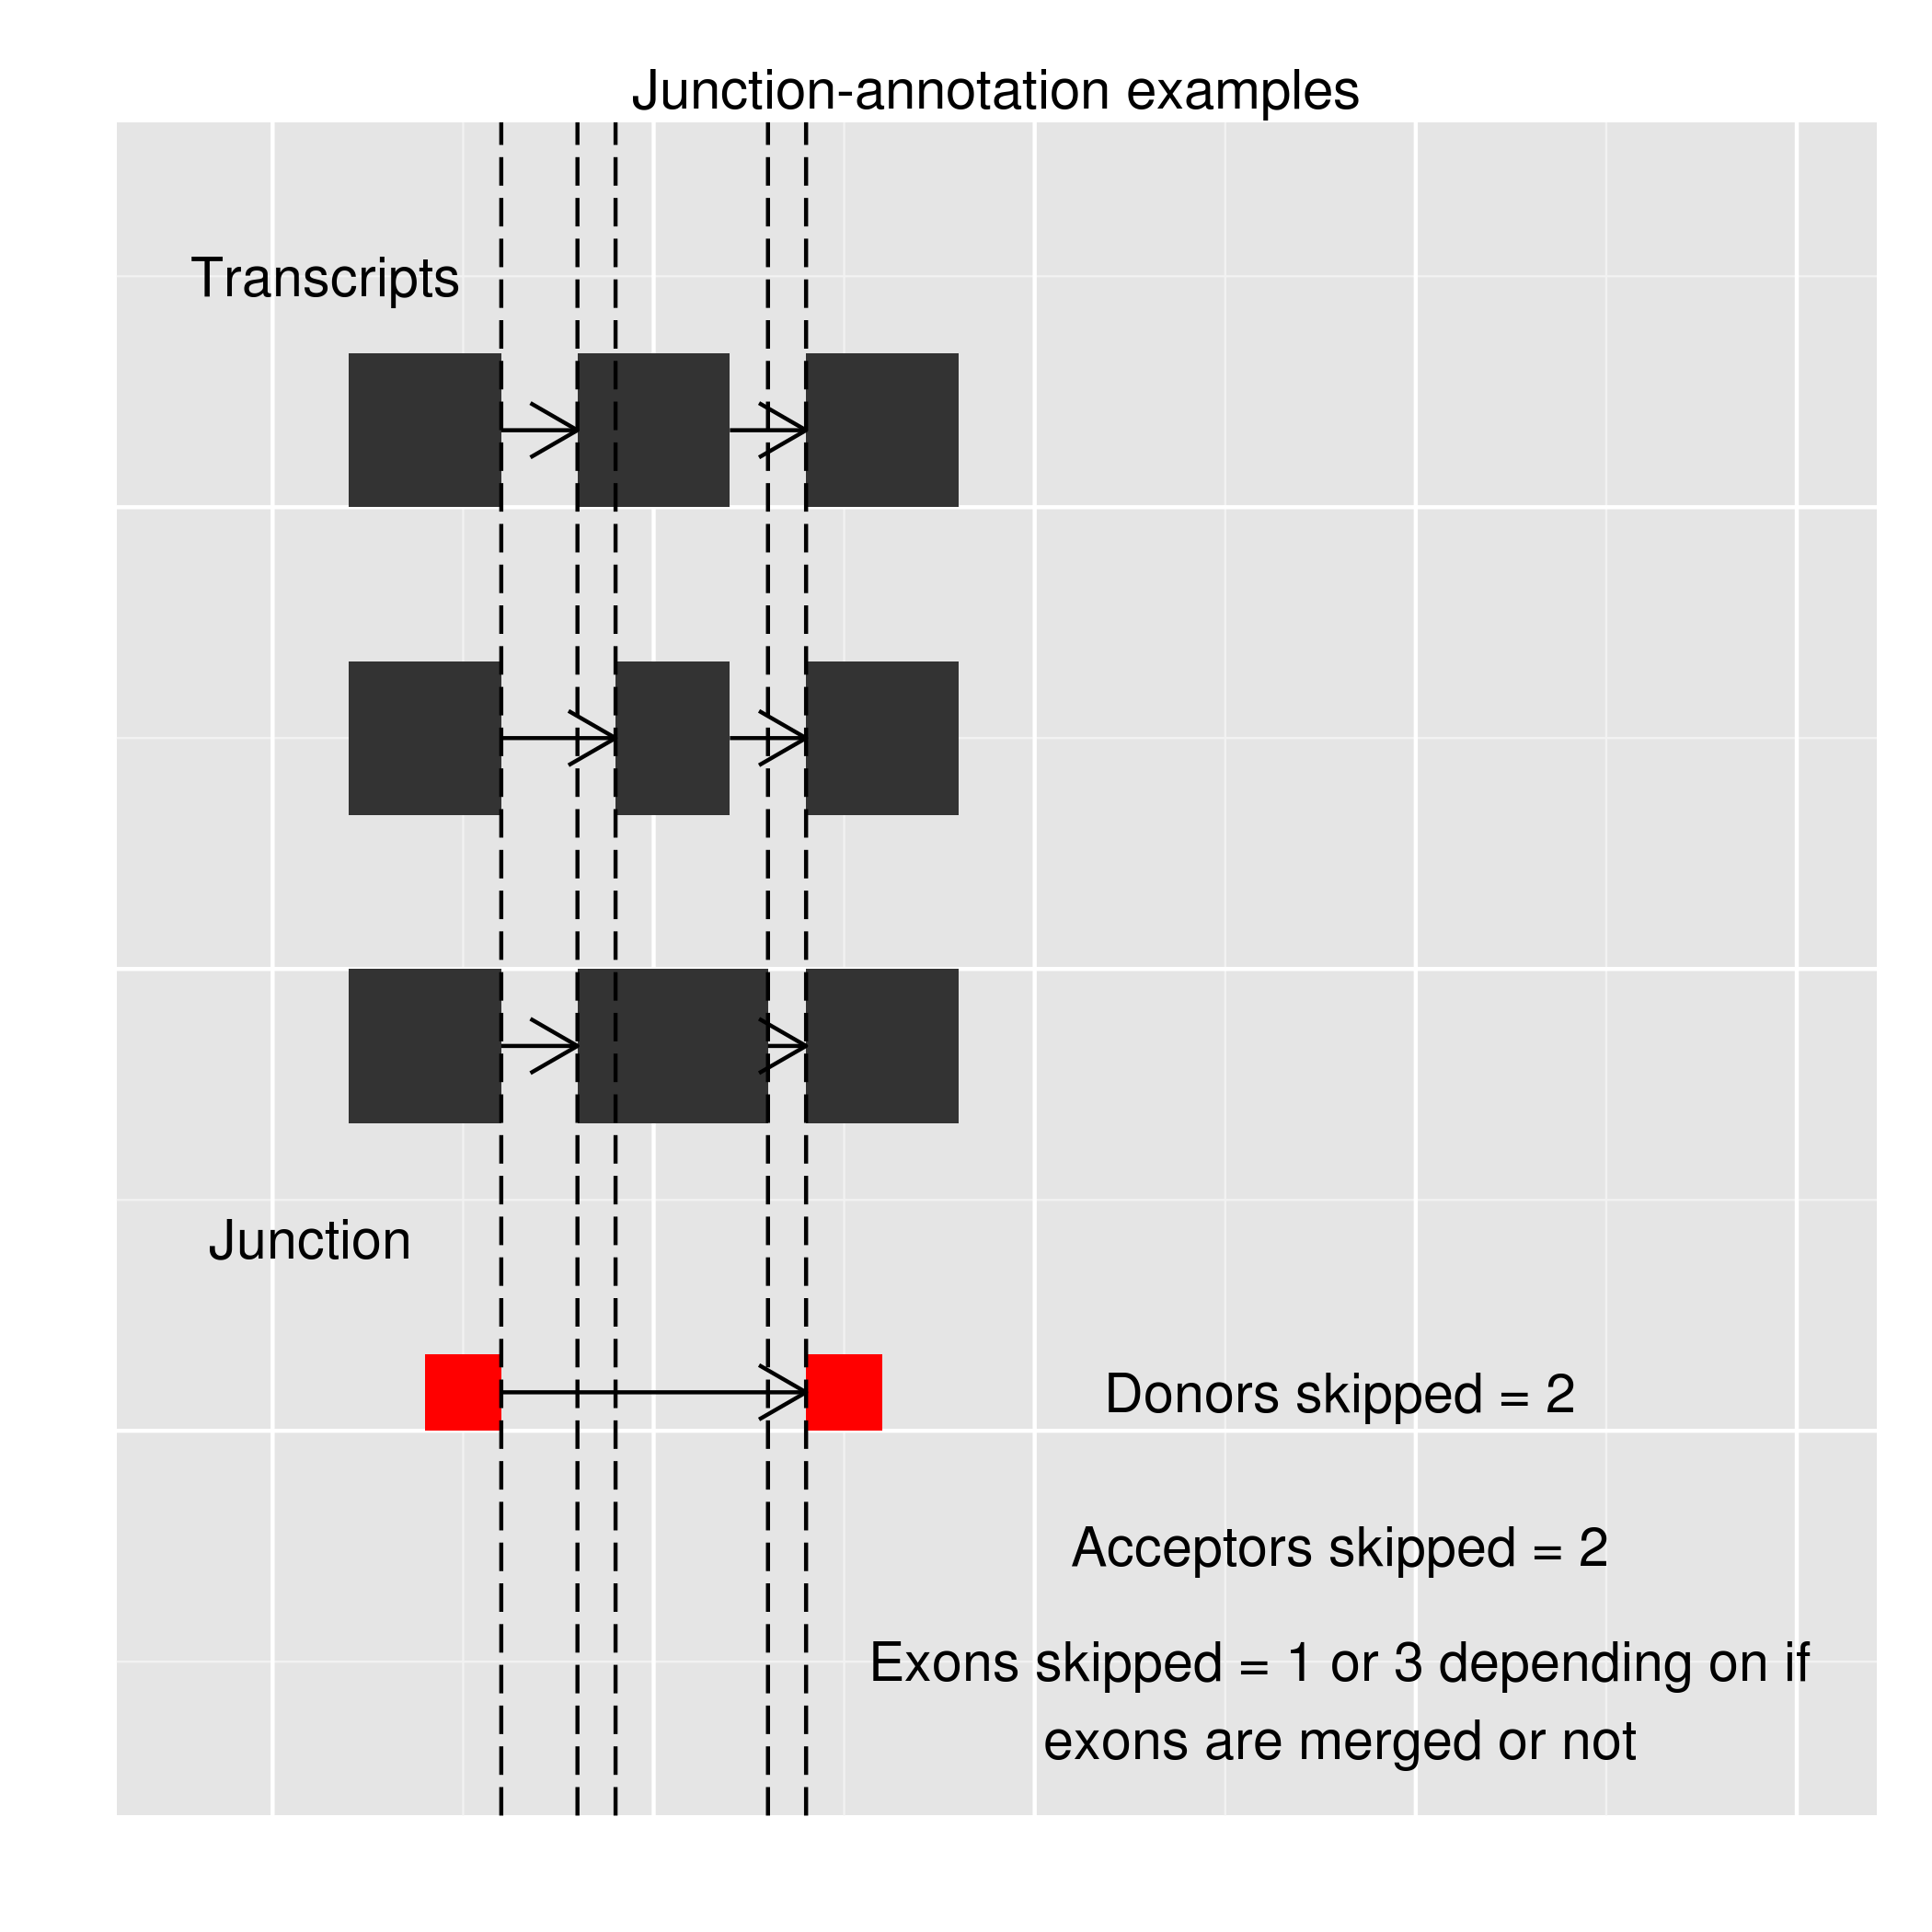 Junction-annotation examples
Transcripts
Junction
Donors skipped = 2
Acceptors skipped = 2
Exons skipped = 1 or 3 depending on if
exons are merged or not